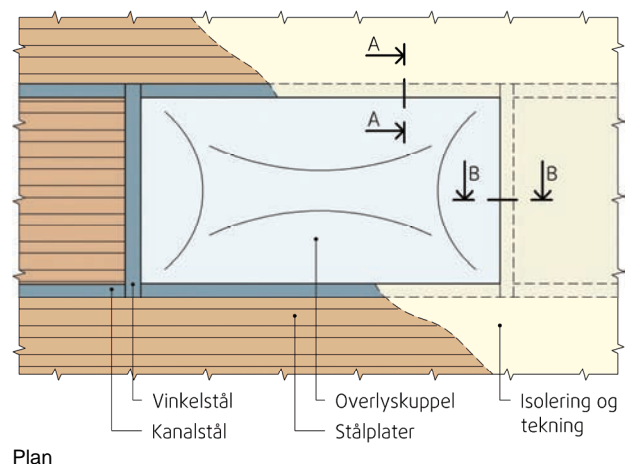 A
A
B
B
Vinkelstål
Kanalstål
Overlyskuppel
Stålplater
Isolering og
tekning
Plan